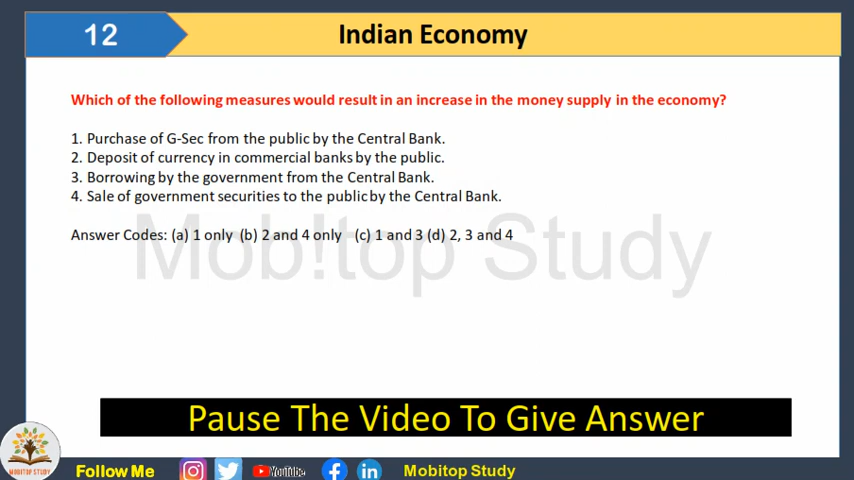 12
Indian Economy
Which of the following measures would result in an increase in the money supply in the economy?
1. Purchase of G-Sec from the public by the Central Bank.
2. Deposit of currency in commercial banks by the public.
3. Borrowing by the government from the Central Bank.
4. Sale of government securities to the public by the Central Bank.
Answer Codes: (a) 1 only (b) 2 and 4 only (c) 1 and 3 (d) 2, 3 and 4
Mob!top Study
Pause The Video To Give Answer
MOBITOP STUDY
Follow Me
YouTube
Mobitop Study